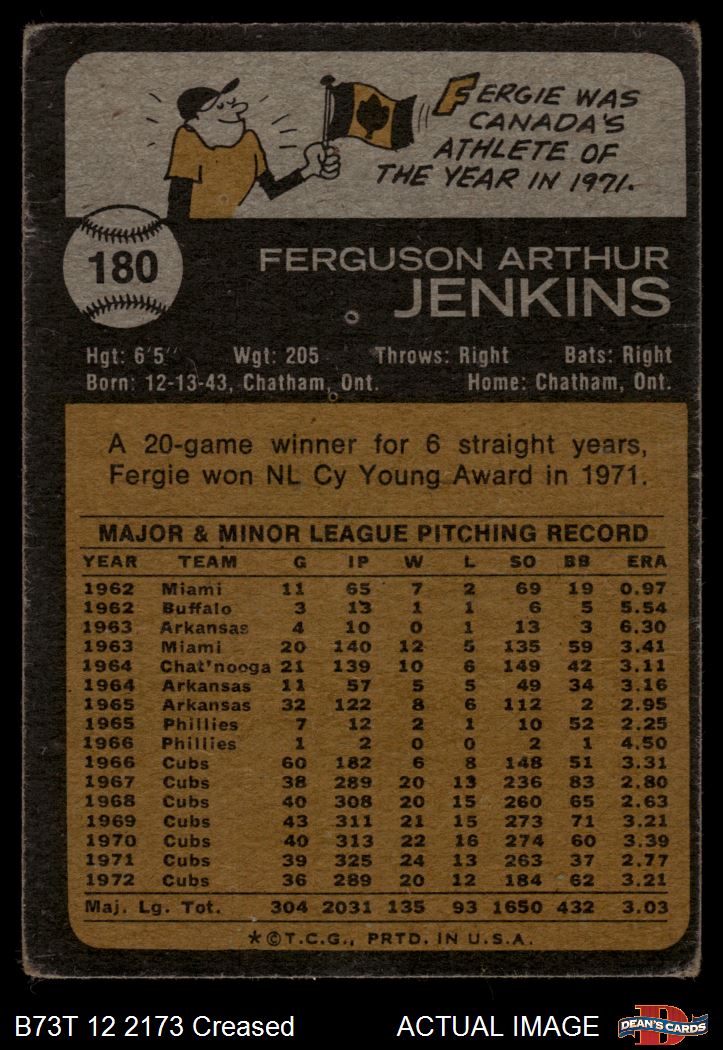 FERGIE WAS
CANADA'S
ATHLETE OF
THE YEAR IN 1971.
180
FERGUSON ARTHUR
JENKINS
Hgt: 6'5" Wgt: 205 Throws: Right Bats: Right
Born: 12-13-43, Chatham, Ont. Home: Chatham, Ont.
A 20-game winner for 6 straight years,
Fergie won NL Cy Young Award in 1971.
MAJOR & MINOR LEAGUE PITCHING RECORD
YEAR TEAM G IP W L SO BB ERA
1962 Miami 11 65 7 2 69 19 0.97
1962 Buffalo 3 13 1 1 6 5 5.54
1963 Arkansas 4 10 0 1 13 3 6.30
1963 Miami 20 140 12 5 135 59 3.41
1964 Chat'nooga 21 139 10 6 149 42 3.11
1964 Arkansas 11 57 5 5 49 34 3.16
1965 Arkansas 32 122 8 6 112 2 2.95
1965 Phillies 7 12 2 1 10 52 2.25
1966 Phillies 1 2 0 0 2 1 4.50
1966 Cubs 60 182 6 8 148 51 3.31
1967 Cubs 38 289 20 13 236 83 2.80
1968 Cubs 40 308 20 15 260 65 2.63
1969 Cubs 43 311 21 15 273 71 3.21
1970 Cubs 40 313 22 16 274 60 3.39
1971 Cubs 39 325 24 13 263 37 2.77
1972 Cubs 36 289 20 12 184 62 3.21
Maj. Lg. Tot. 304 2031 135 93 1650 432 3.03
*©T.C.G., PRTD. IN U.S.A.
B73T 12 2173 Creased ACTUAL IMAGE
D
DEAN'S CARDS